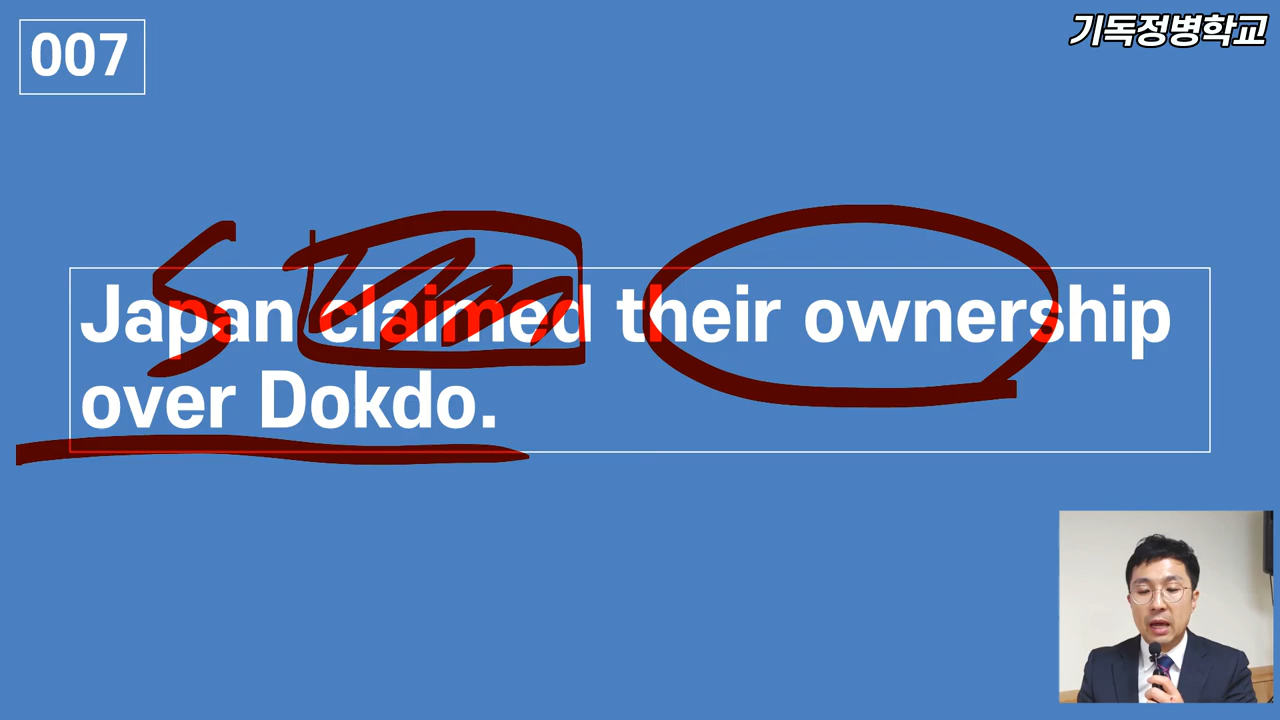 007
기독정병학교
S
Japan claimed their ownership
over Dokdo.